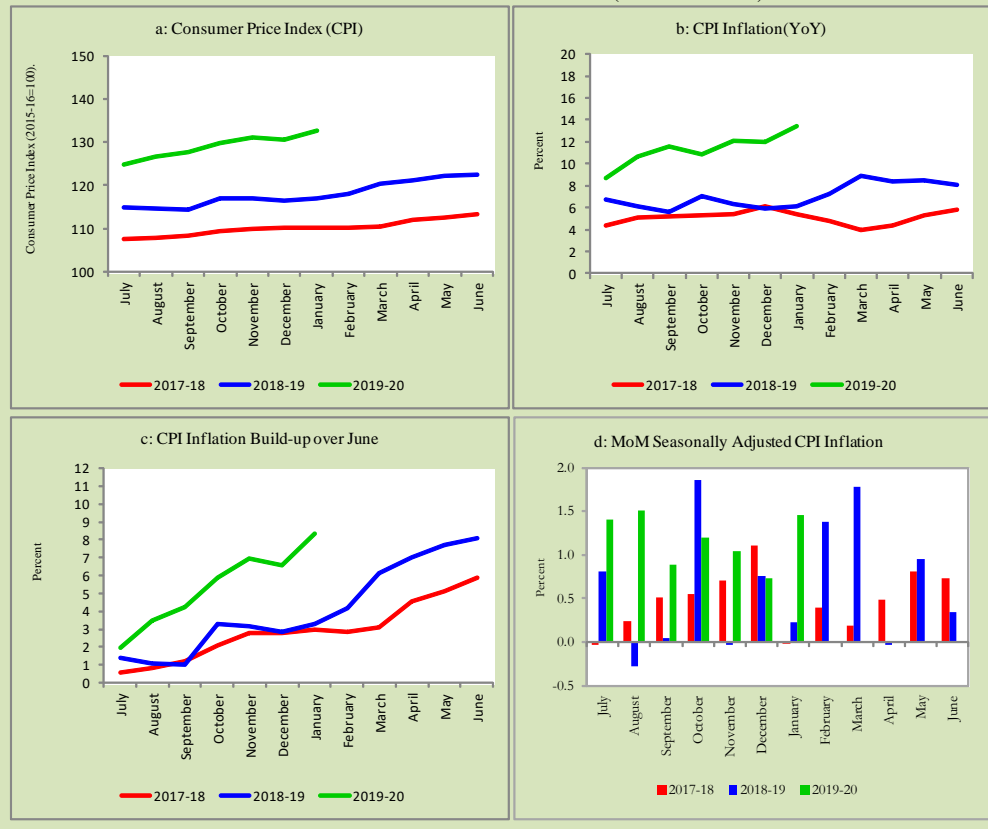 a: Consumer Price Index (CPI)
Consumer Price Index (2015-16=100).
150
140
130
120
110
100
July
August
September
October
November
December
January
February
March
April
May
June
2017-18 2018-19 2019-20
b: CPI Inflation(YoY)
Percent
20
18
16
14
12
10
8
6
4
2
0
July
August
September
October
November
December
January
February
March
April
May
June
2017-18 2018-19 2019-20
c: CPI Inflation Build-up over June
Percent
12
11
10
9
8
7
6
5
4
3
2
1
0
July
August
September
October
November
December
January
February
March
April
May
June
2017-18 2018-19 2019-20
d: MoM Seasonally Adjusted CPI Inflation
Percent
2.0
1.5
1.0
0.5
0.0
-0.5
July
August
September
October
November
December
January
February
March
April
May
June
2017-18 2018-19 2019-20